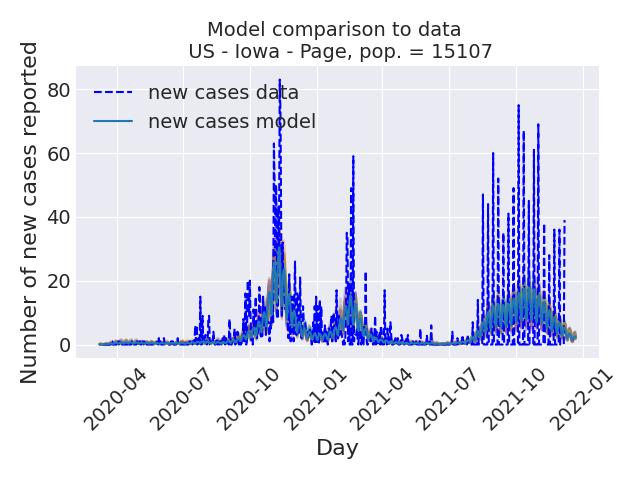 Model comparison to data
US - Iowa - Page, pop. = 15107
Number of new cases reported
80
60
40
20
0
new cases data
new cases model
2020-04
2020-07
2020-10
2021-01
2021-04
2021-07
2021-10
2022-01
Day